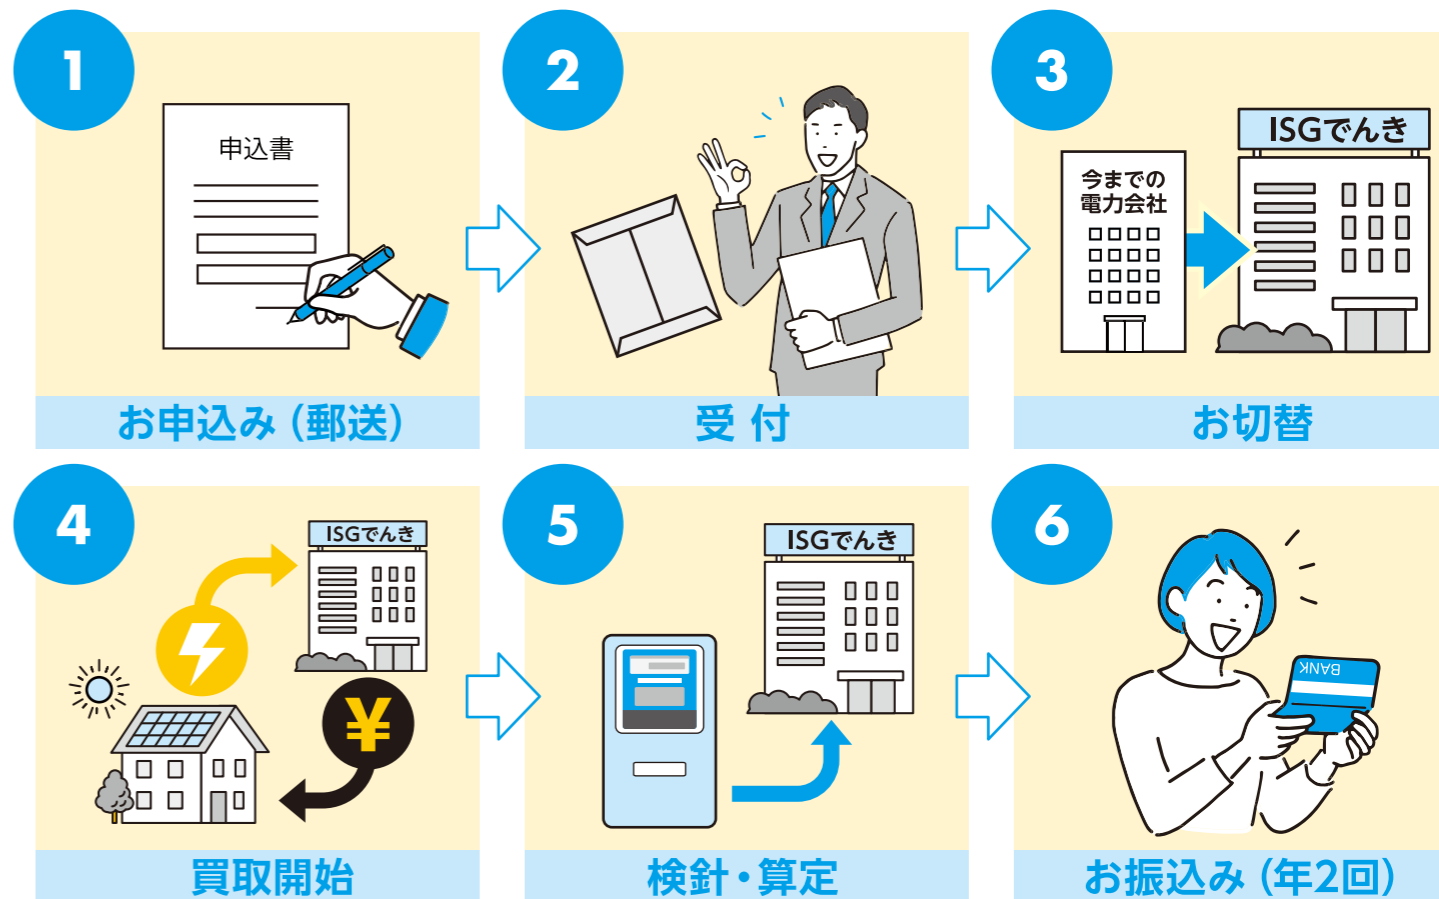 1
申込書
お申込み（郵送）
2
受付
3
今までの
電力会社
ISGでんき
お切替
4
ISGでんき
¥
買取開始
5
ISGでんき
検針・算定
6
BANK
お振込み（年2回）